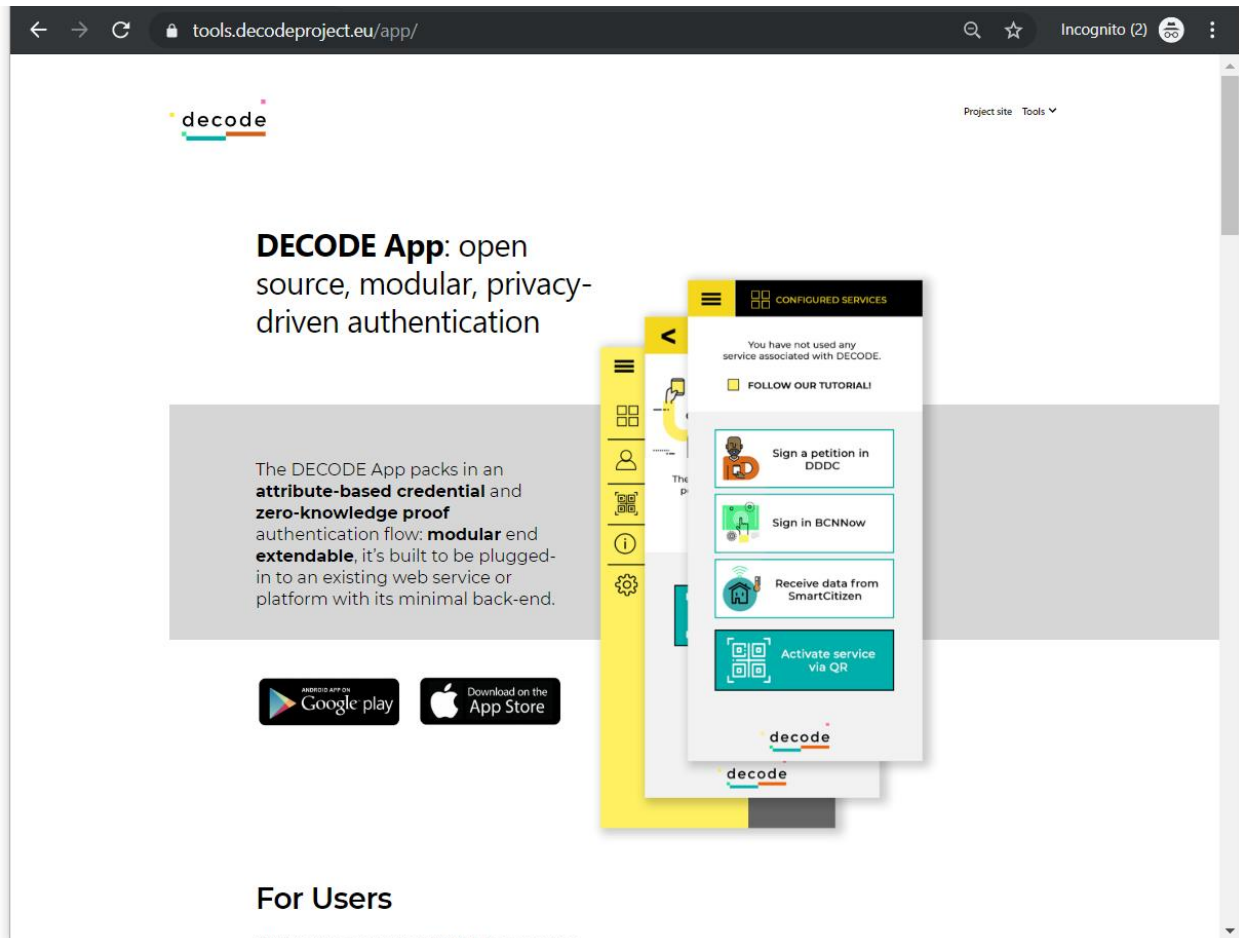 tools.decodeproject.eu/app/
Incognito (2)
decode
Project site Tools
DECODE App: open
source, modular, privacy-
driven authentication
The DECODE App packs in an
attribute-based credential and
zero-knowledge proof
authentication flow: modular end
extendable, it's built to be plugged-
in to an existing web service or
platform with its minimal back-end.
ANDROID APP ON
Google play
Download on the
App Store
CONFIGURED SERVICES
You have not used any
service associated with DECODE.
FOLLOW OUR TUTORIAL!
Sign a petition in
DDDC
Sign in BCNNow
Receive data from
SmartCitizen
Activate service
via QR
decode
decode
The
For Users